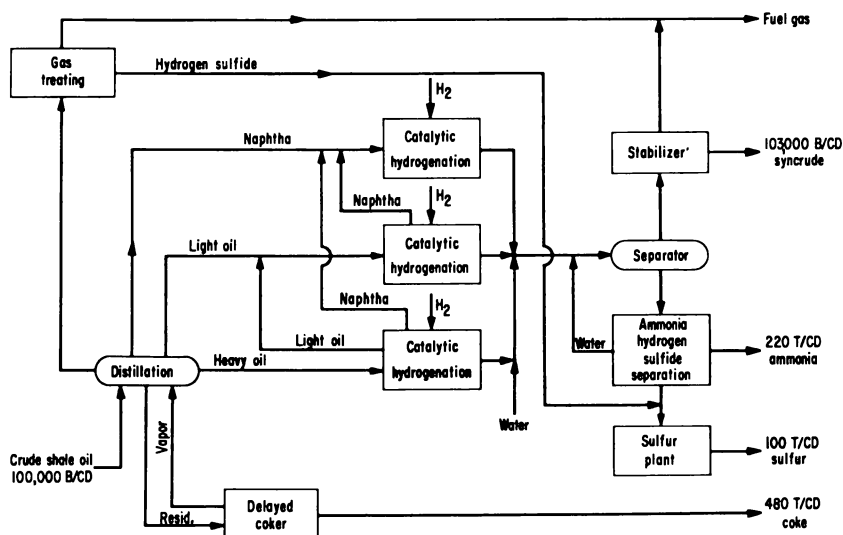 Fuel gas
Gas
treating
Hydrogen sulfide
H2
Naphtha
Catalytic
hydrogenation
Stabilizer
103,000 B/CD
syncrude
Naphtha
H2
Light oil
Catalytic
hydrogenation
Separator
Naphtha
H2
Light oil
Catalytic
hydrogenation
Heavy oil
Distillation
Water
Ammonia
hydrogen
sulfide
separation
220 T/CD
ammonia
Water
Vapor
Crude shale oil
100,000 B/CD
Sulfur
plant
100 T/CD
sulfur
Resid.
Delayed
coker
480 T/CD
coke